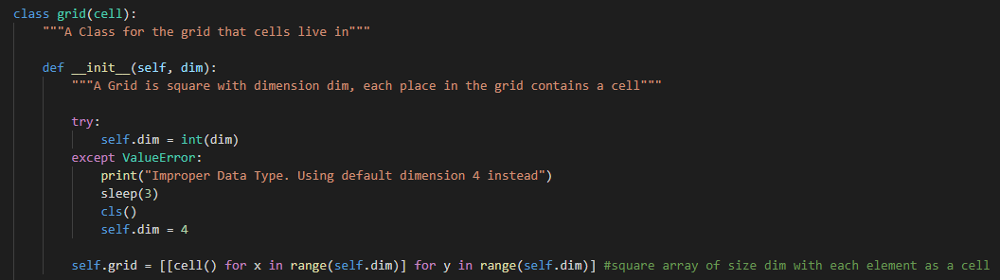 class grid(cell):
    """A Class for the grid that cells live in"""

    def __init__(self, dim):
        """A Grid is square with dimension dim, each place in the grid contains a cell"""

        try:
            self.dim = int(dim)
        except ValueError:
            print("Improper Data Type. Using default dimension 4 instead")
            sleep(3)
            cls()
            self.dim = 4

        self.grid = [[cell() for x in range(self.dim)] for y in range(self.dim)] #square array of size dim with each element as a cell